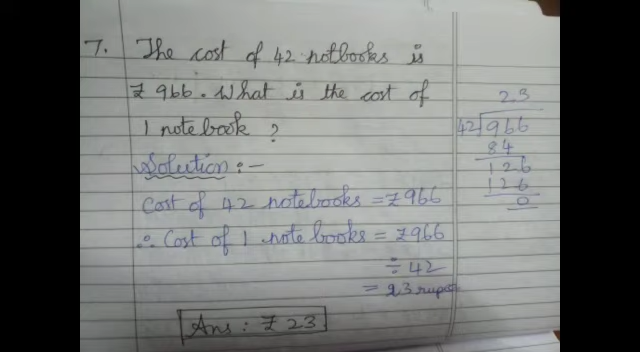 7. The cost of 42 notbooks is
₹ 966. What is the cost of
1 notebook ?
Solution :-
Cost of 42 notebooks = ₹966
∴ Cost of 1 note books = ₹966
÷ 42
= 23 rupees
Ans : ₹ 23
23
42 966
84
126
126
0